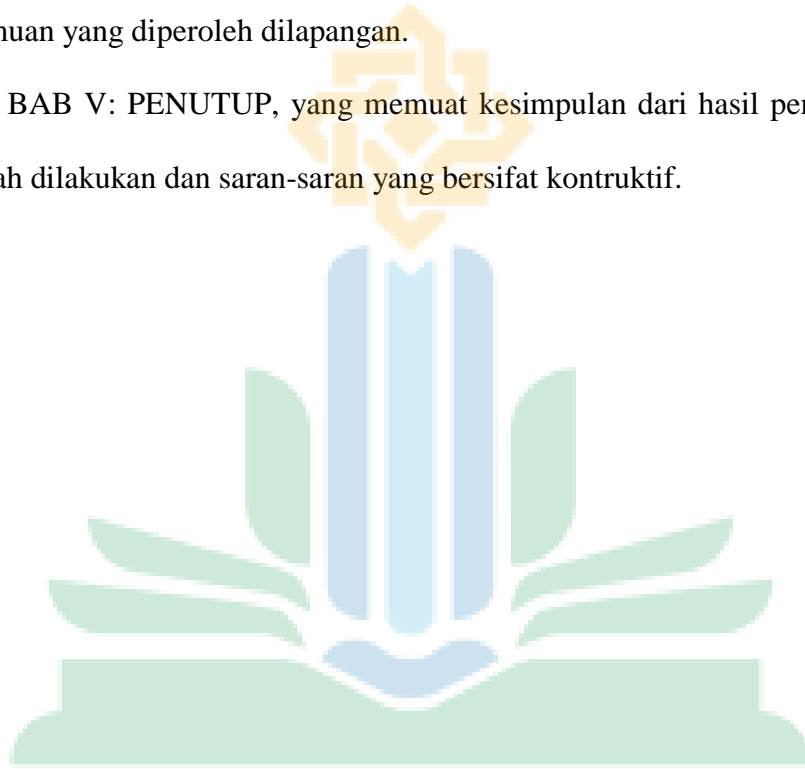 nuan yang diperoleh dilapangan.
BAB V: PENUTUP, yang memuat kesimpulan dari hasil per
ah dilakukan dan saran-saran yang bersifat kontruktif.